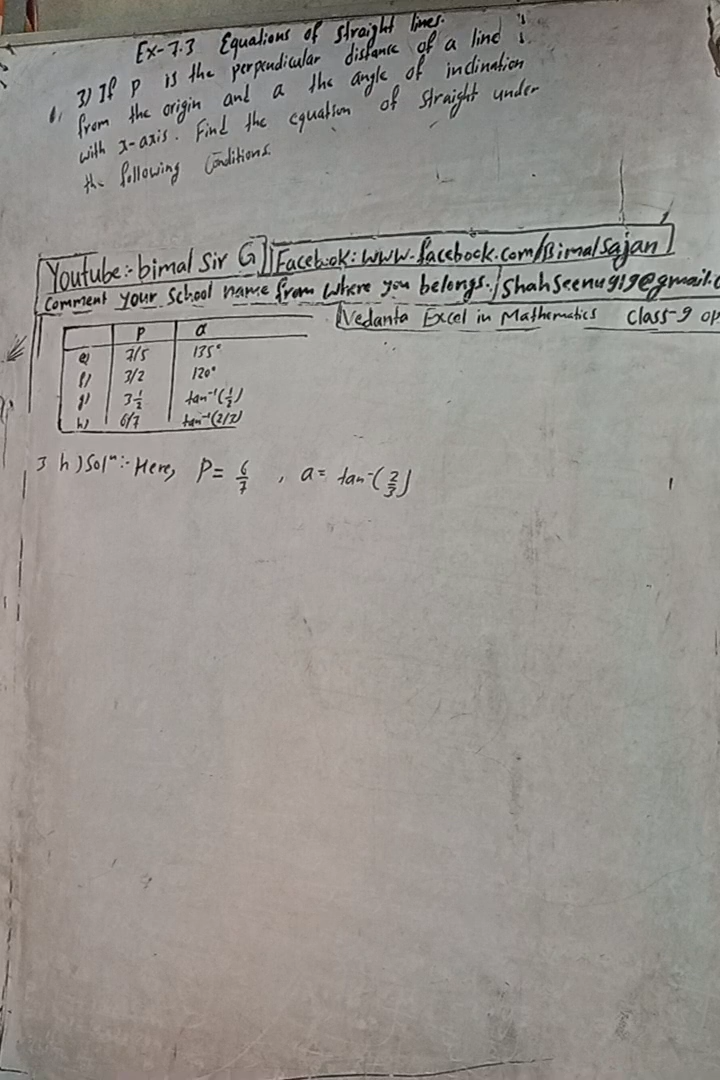 Ex-7.3 Equations of straight lines.
3) If P is the perpendicular distance of a line
from the origin and a the angle of inclination
with x-axis. Find the equation of straight under
the following Conditions.
Youtube:- bimal Sir G Facebook: www.facebook.com/Bimalsajan
Comment your School name from where you belongs. / Shahseenu919@gmail.c
Vedanta Excel in Mathematics Class-9 op
P a
e) 7/5 135°
f) 3/2 120°
g) 3 1/2 tan⁻¹(1/2)
h) 6/7 tan⁻¹(2/3)
3 h) Solⁿ:- Here, P = 6/7 , a = tan⁻(2/3)